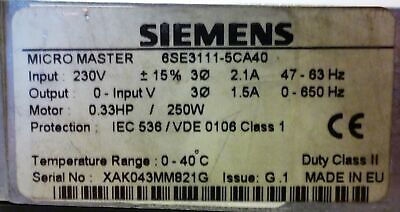 SIEMENS
MICRO MASTER 6SE3111-5CA40
Input : 230V ± 15% 3Ø 2.1A 47 - 63 Hz
Output : 0 - Input V 3Ø 1.5A 0 - 650 Hz
Motor : 0.33HP / 250W
Protection : IEC 536 / VDE 0106 Class 1
CE
Temperature Range : 0 - 40°C Duty Class II
Serial No : XAK043MM821G Issue: G.1 MADE IN EU